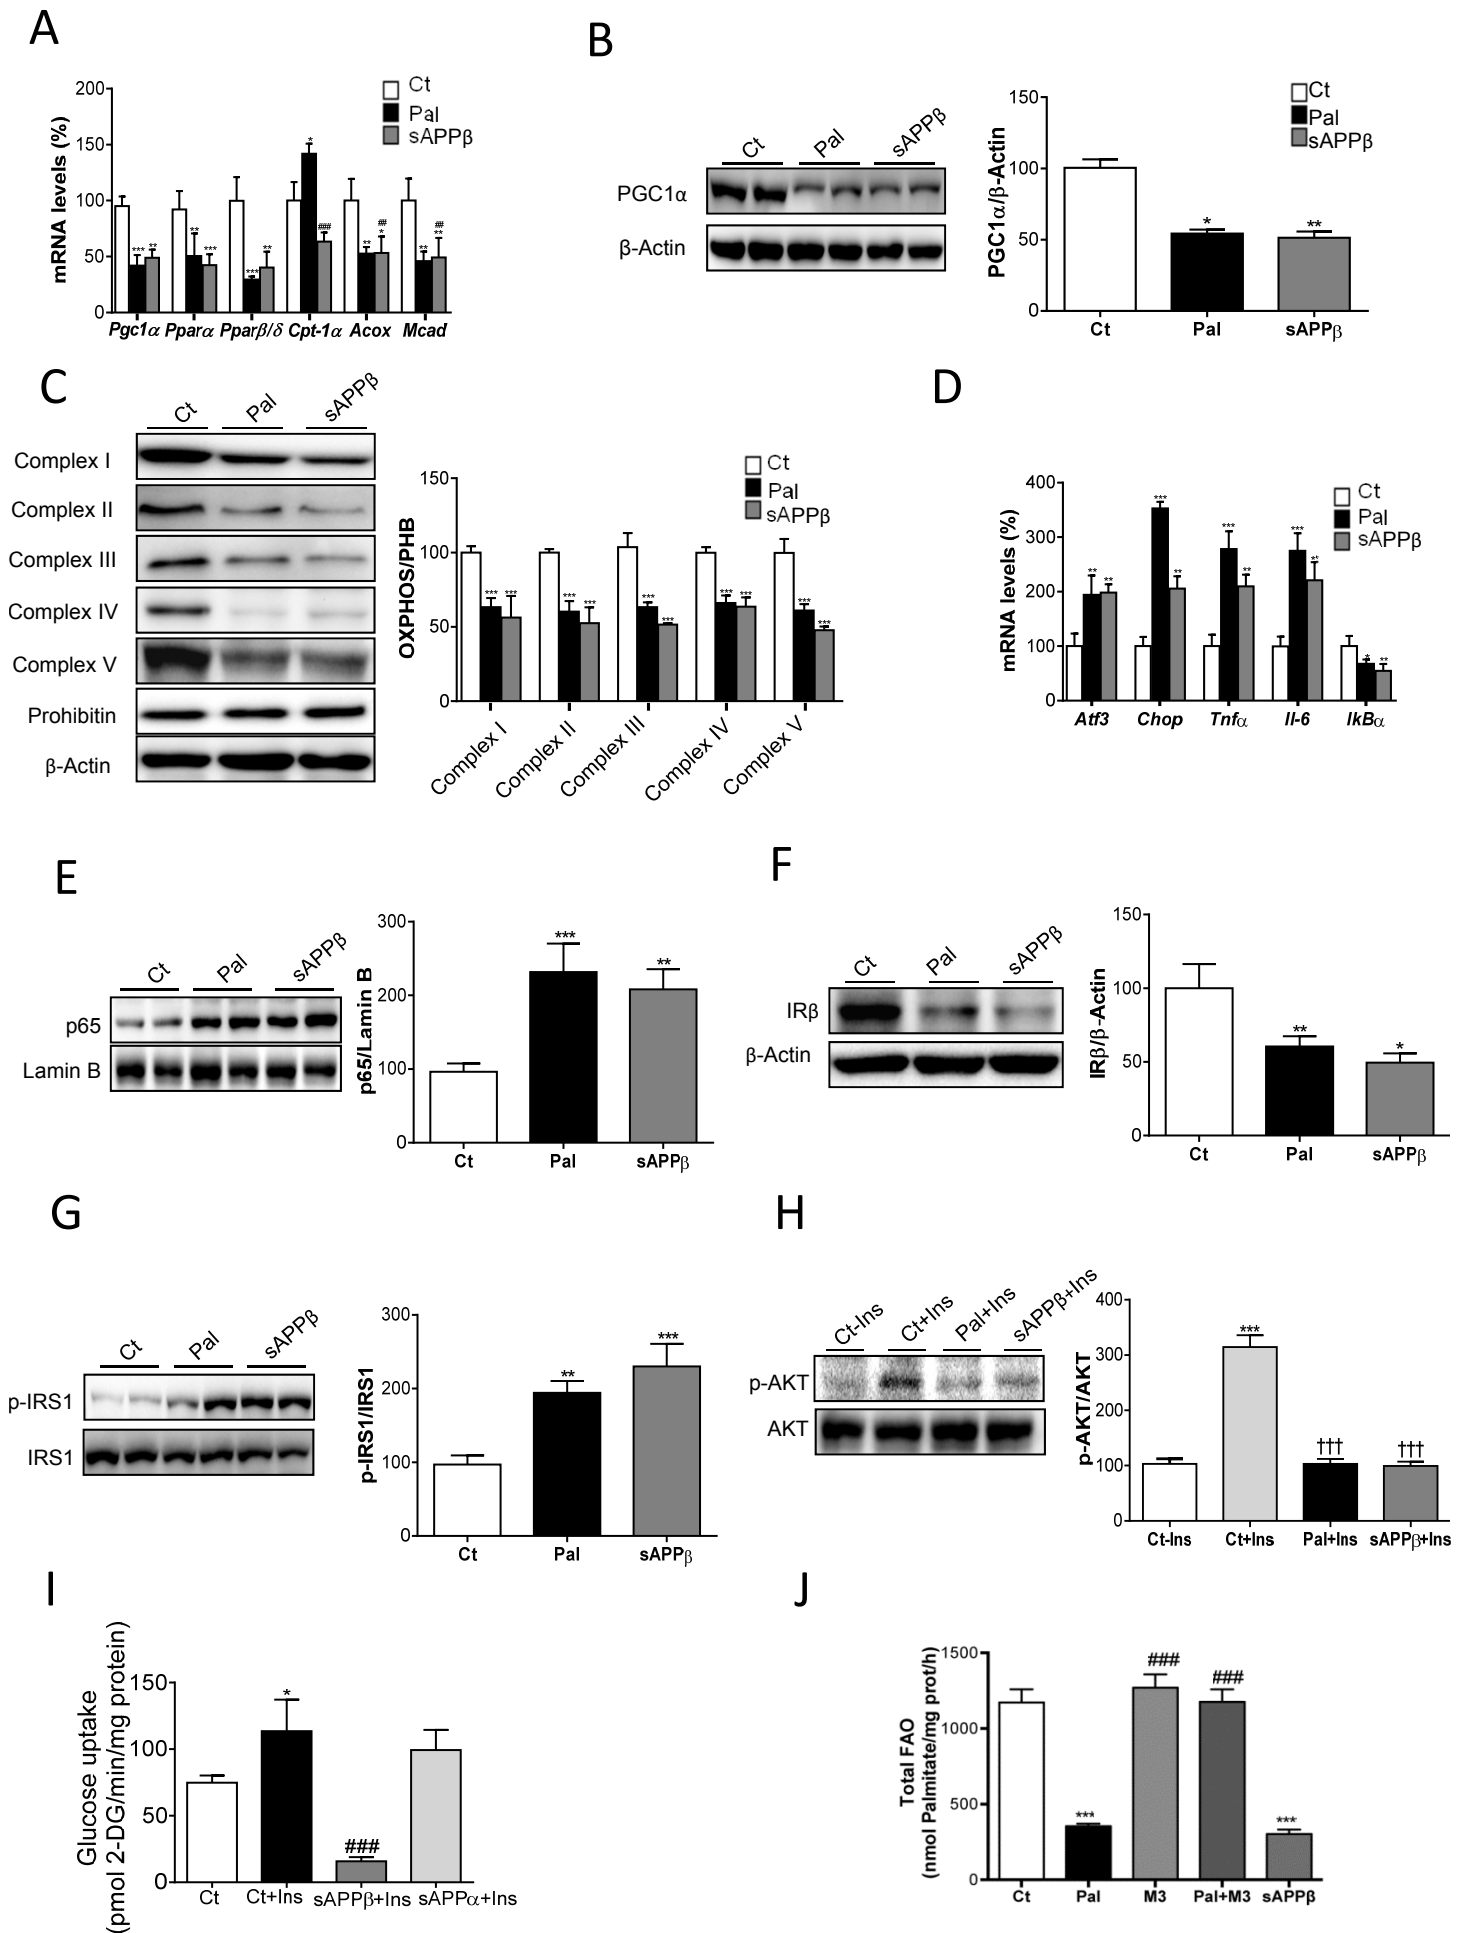 A
mRNA levels (%)
200
150
100
50
0
Ct
Pal
sAPPβ
*** ** ** *** *** ** * ### ** ## * ** ## **
Pgc1α Pparα Pparβ/δ Cpt-1α Acox Mcad
B
Ct Pal sAPPβ
PGC1α
β-Actin
PGC1α/β-Actin
150
100
50
0
Ct
Pal
sAPPβ
* **
Ct Pal sAPPβ
C
Ct Pal sAPPβ
Complex I
Complex II
Complex III
Complex IV
Complex V
Prohibitin
β-Actin
OXPHOS/PHB
150
100
50
0
Ct
Pal
sAPPβ
*** *** *** *** *** *** *** *** *** ***
Complex I Complex II Complex III Complex IV Complex V
D
mRNA levels (%)
400
300
200
100
0
Ct
Pal
sAPPβ
** ** *** ** *** ** *** ** * **
Atf3 Chop Tnfα Il-6 IkBα
E
Ct Pal sAPPβ
p65
Lamin B
p65/Lamin B
300
200
100
0
*** **
Ct Pal sAPPβ
F
Ct Pal sAPPβ
IRβ
β-Actin
IRβ/β-Actin
150
100
50
0
** *
Ct Pal sAPPβ
G
Ct Pal sAPPβ
p-IRS1
IRS1
p-IRS1/IRS1
300
200
100
0
** ***
Ct Pal sAPPβ
H
Ct-Ins Ct+Ins Pal+Ins sAPPβ+Ins
p-AKT
AKT
p-AKT/AKT
400
300
200
100
0
*** ††† †††
Ct-Ins Ct+Ins Pal+Ins sAPPβ+Ins
I
Glucose uptake
(pmol 2-DG/min/mg protein)
150
100
50
0
* ###
Ct Ct+Ins sAPPβ+Ins sAPPα+Ins
J
Total FAO
(nmol Palmitate/mg prot/h)
1500
1000
500
0
*** ### ### ***
Ct Pal M3 Pal+M3 sAPPβ